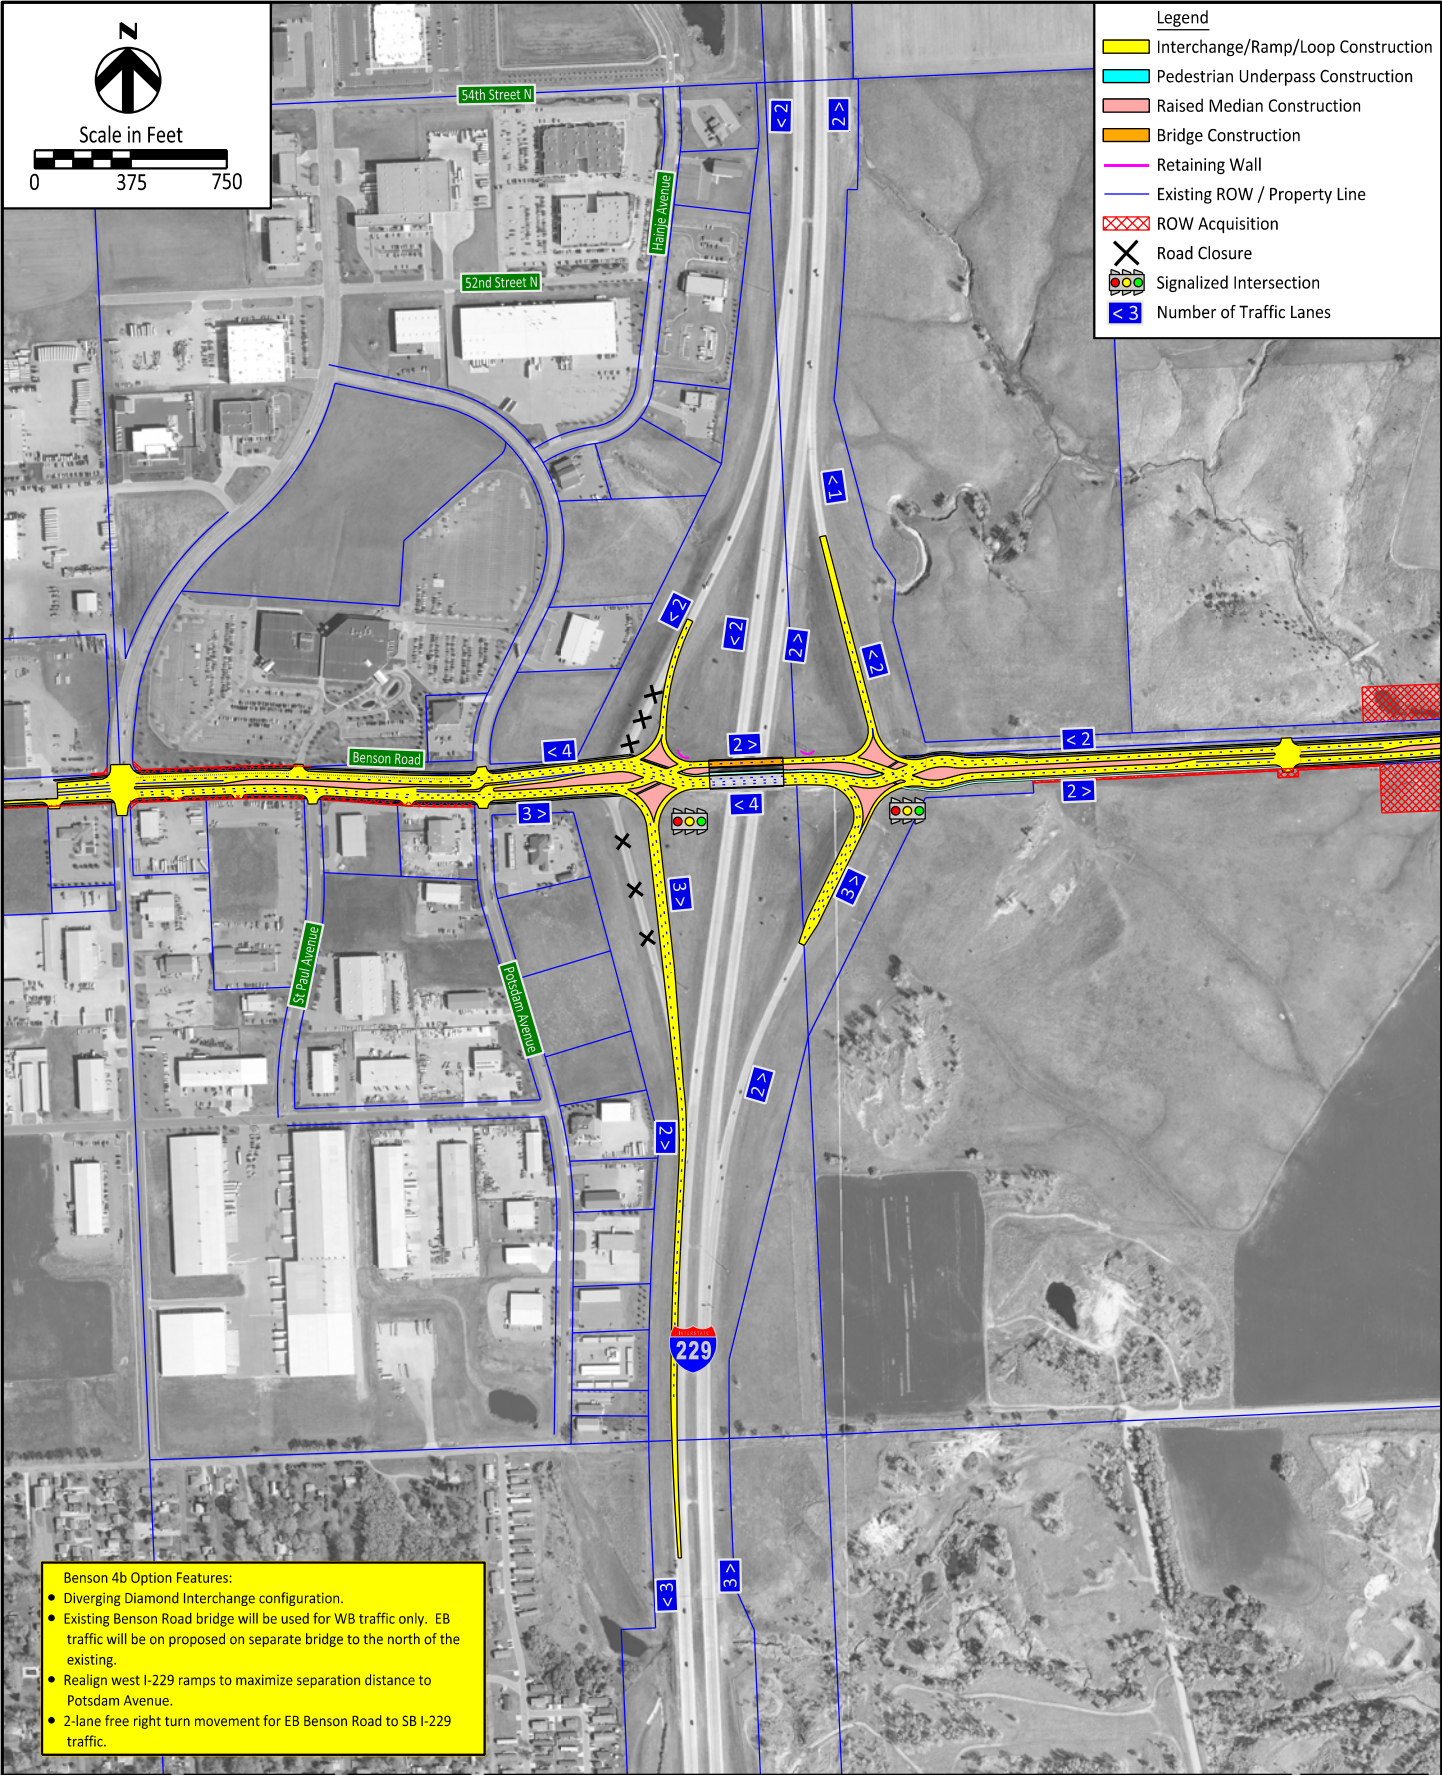 N
Scale in Feet
0 375 750
Legend
Interchange/Ramp/Loop Construction
Pedestrian Underpass Construction
Raised Median Construction
Bridge Construction
Retaining Wall
Existing ROW / Property Line
ROW Acquisition
Road Closure
Signalized Intersection
< 3 Number of Traffic Lanes
54th Street N
< 2
2 >
Hainje Avenue
52nd Street N
< 1
< 2
< 2
2 >
< 2
Benson Road
< 4
2 >
< 2
3 >
< 4
2 >
3 >
3 >
St Paul Avenue
Potsdam Avenue
2 >
2 >
INTERSTATE
229
< 3
3 >
Benson 4b Option Features:
• Diverging Diamond Interchange configuration.
• Existing Benson Road bridge will be used for WB traffic only. EB
traffic will be on proposed on separate bridge to the north of the
existing.
• Realign west I-229 ramps to maximize separation distance to
Potsdam Avenue.
• 2-lane free right turn movement for EB Benson Road to SB I-229
traffic.